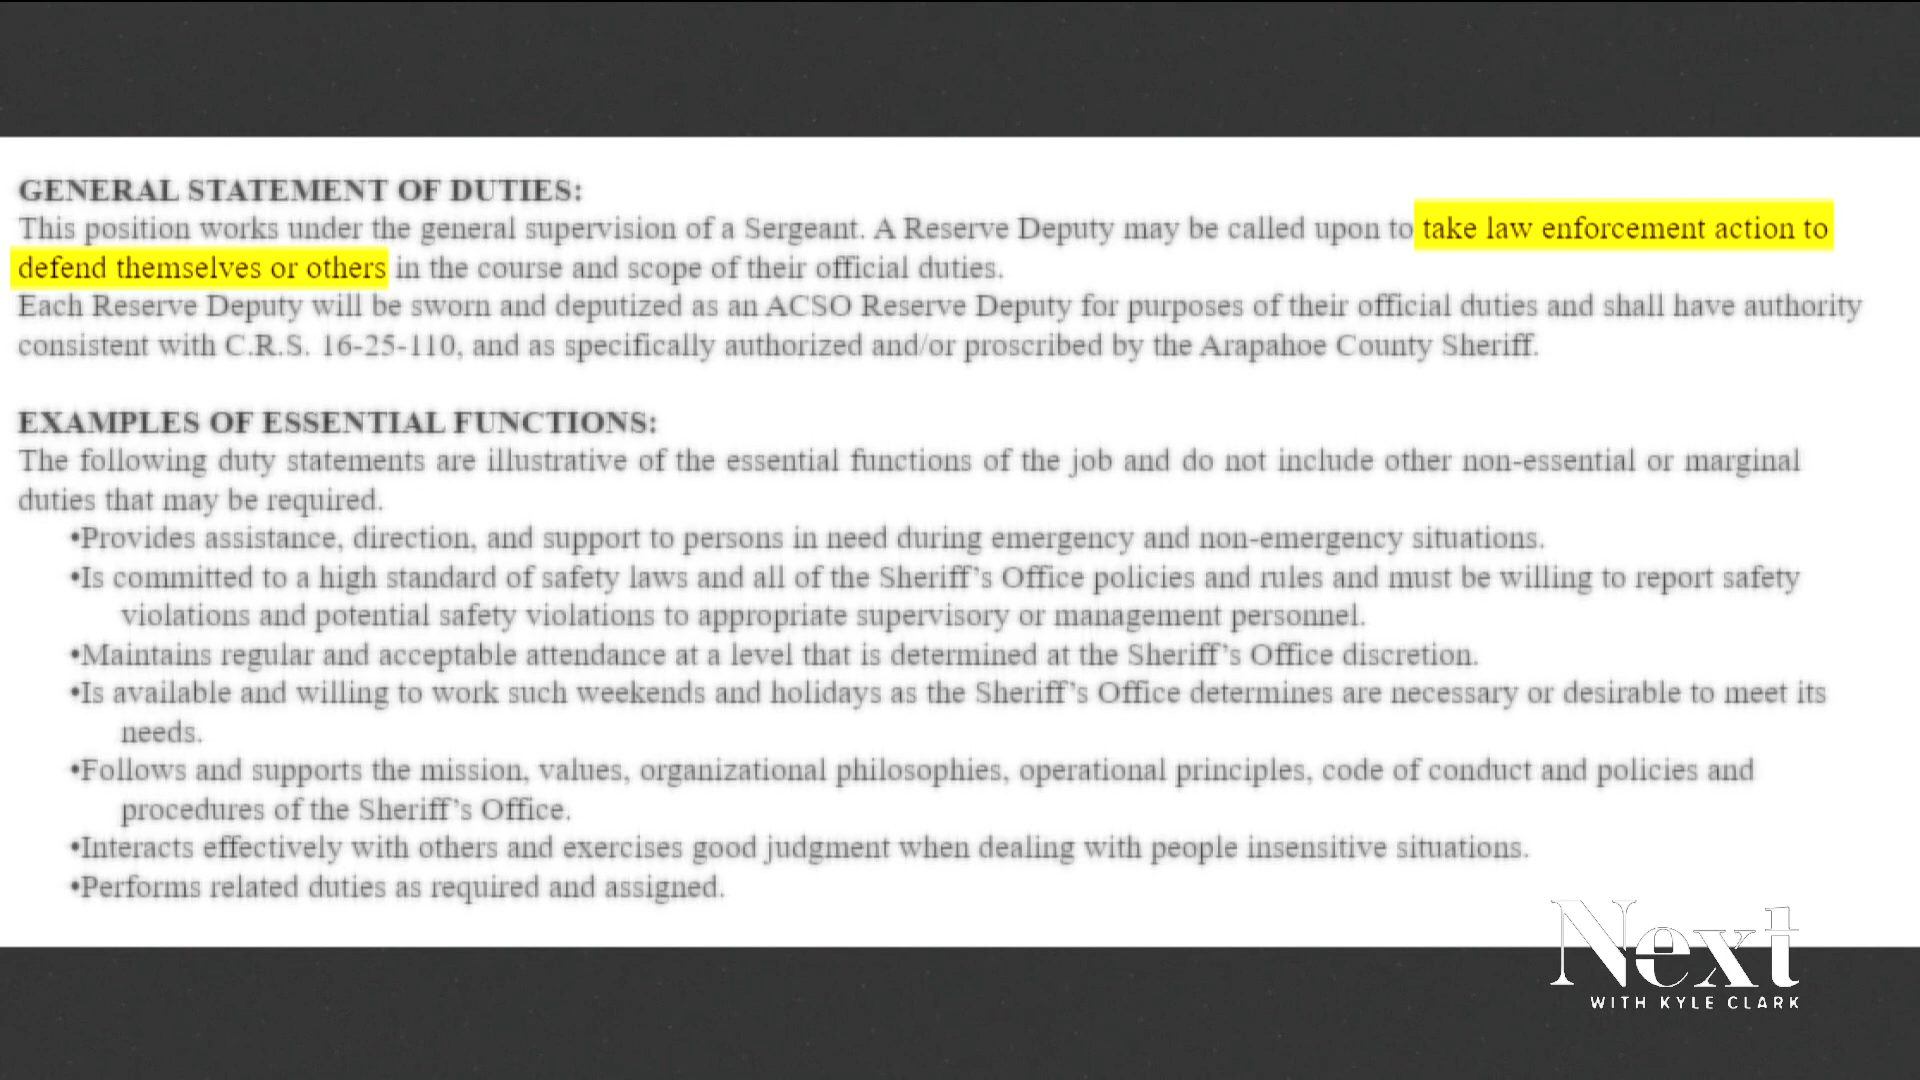 GENERAL STATEMENT OF DUTIES:
This position works under the general supervision of a Sergeant. A Reserve Deputy may be called upon to take law enforcement action to
defend themselves or others in the course and scope of their official duties.
Each Reserve Deputy will be sworn and deputized as an ACSO Reserve Deputy for purposes of their official duties and shall have authority
consistent with C.R.S. 16-25-110, and as specifically authorized and/or proscribed by the Arapahoe County Sheriff.
EXAMPLES OF ESSENTIAL FUNCTIONS:
The following duty statements are illustrative of the essential functions of the job and do not include other non-essential or marginal
duties that may be required.
•Provides assistance, direction, and support to persons in need during emergency and non-emergency situations.
•Is committed to a high standard of safety laws and all of the Sheriff's Office policies and rules and must be willing to report safety
violations and potential safety violations to appropriate supervisory or management personnel.
•Maintains regular and acceptable attendance at a level that is determined at the Sheriff's Office discretion.
•Is available and willing to work such weekends and holidays as the Sheriff's Office determines are necessary or desirable to meet its
needs.
•Follows and supports the mission, values, organizational philosophies, operational principles, code of conduct and policies and
procedures of the Sheriff's Office.
•Interacts effectively with others and exercises good judgment when dealing with people insensitive situations.
•Performs related duties as required and assigned.
Next
WITH KYLE CLARK